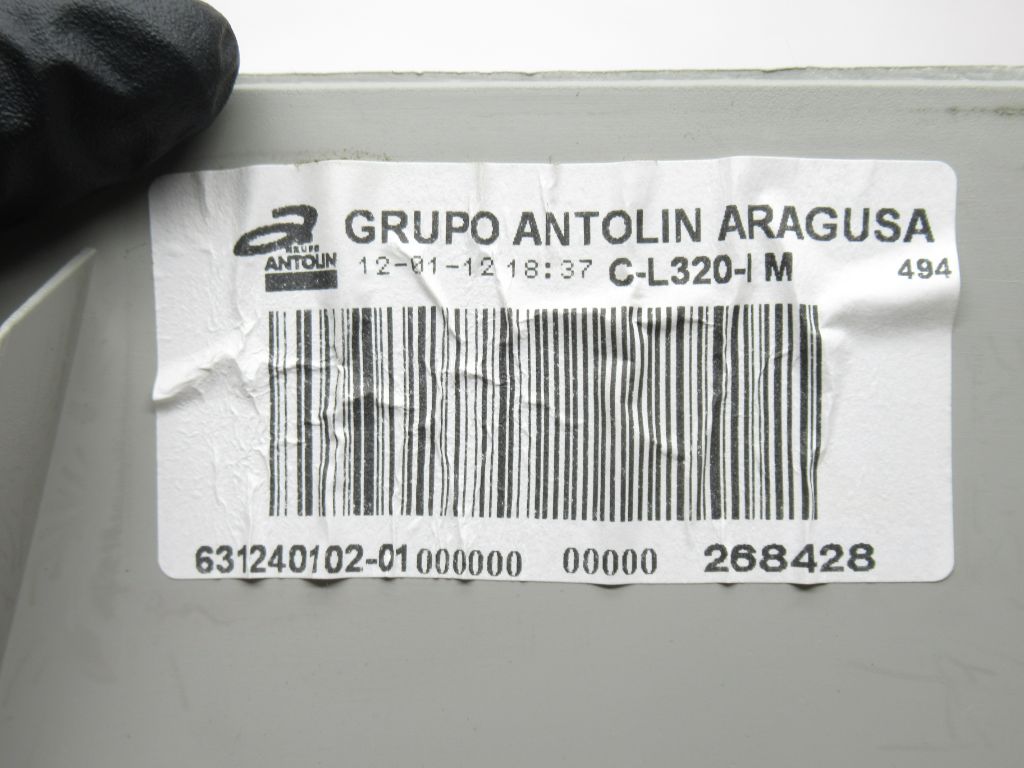 GRUPO ANTOLIN ARAGUSA
GRUPO
ANTOLIN
12-01-12 18:37 C-L320-I M 494
631240102-01 000000 00000 268428